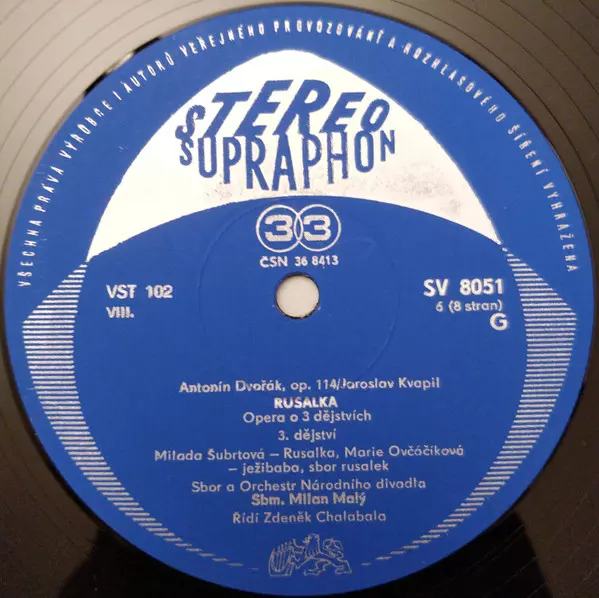 VŠECHNA PRÁVA VÝROBCE I AUTORŮ VEŘEJNÉHO PROVOZOVÁNÍ A ROZHLASOVÉHO ŠÍŘENÍ VYHRAŽENA
STEREO
SUPRAPHON
33
ČSN 36 8413
VST 102
SV 8051
VIII.
6 (8 stran)
G
Antonín Dvořák, op. 114/Jaroslav Kvapil
RUSALKA
Opera o 3 dějstvích
3. dějství
Milada Šubrtová – Rusalka, Marie Ovčáčíková
– ježibaba, sbor rusalek
Sbor a Orchestr Národního divadla
Sbm. Milan Malý
Řídí Zdeněk Chalabala